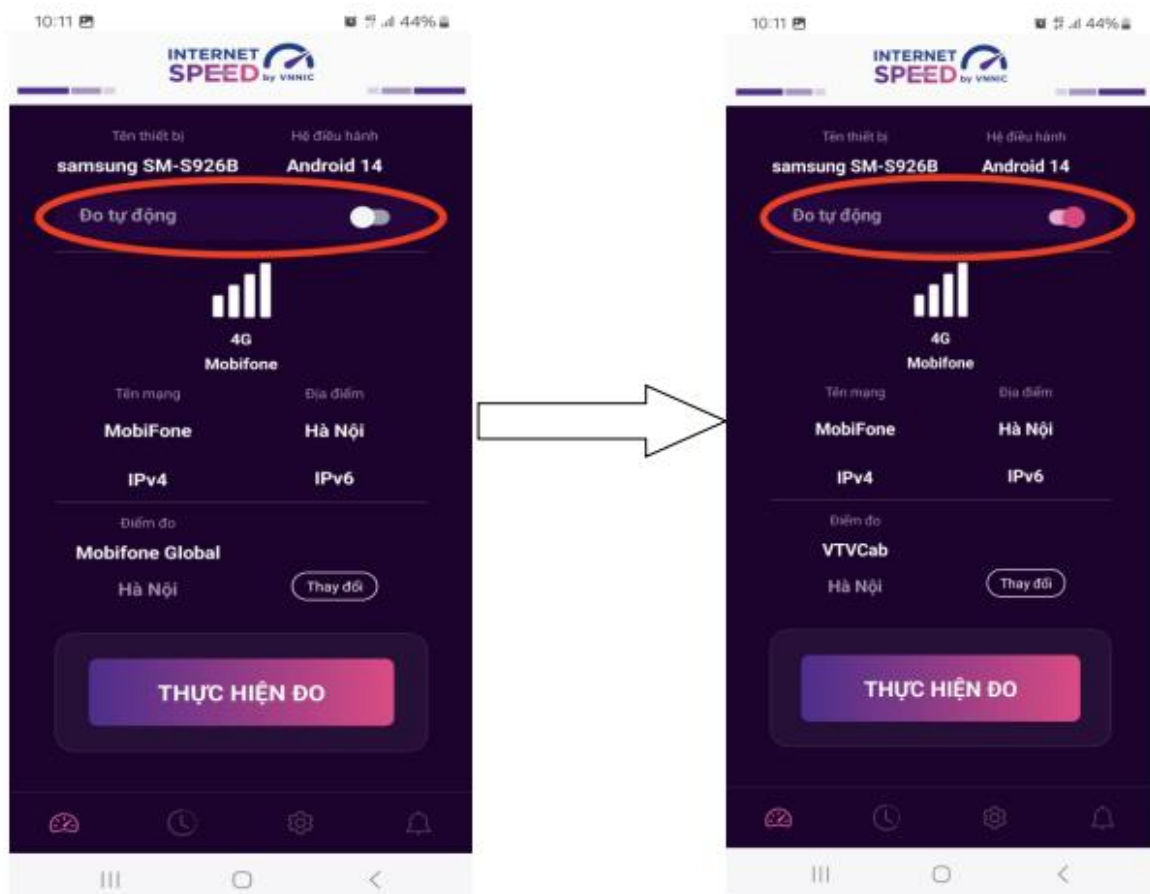 10:11 44%
INTERNET
SPEED by VNNIC
Tên thiết bị Hệ điều hành
samsung SM-S926B Android 14
Đo tự động
4G
Mobifone
Tên mạng Địa điểm
MobiFone Hà Nội
IPv4 IPv6
Điểm đo
Mobifone Global
Hà Nội Thay đổi
THỰC HIỆN ĐO
10:11 44%
INTERNET
SPEED by VNNIC
Tên thiết bị Hệ điều hành
samsung SM-S926B Android 14
Đo tự động
4G
Mobifone
Tên mạng Địa điểm
MobiFone Hà Nội
IPv4 IPv6
Điểm đo
VTVCab
Hà Nội Thay đổi
THỰC HIỆN ĐO